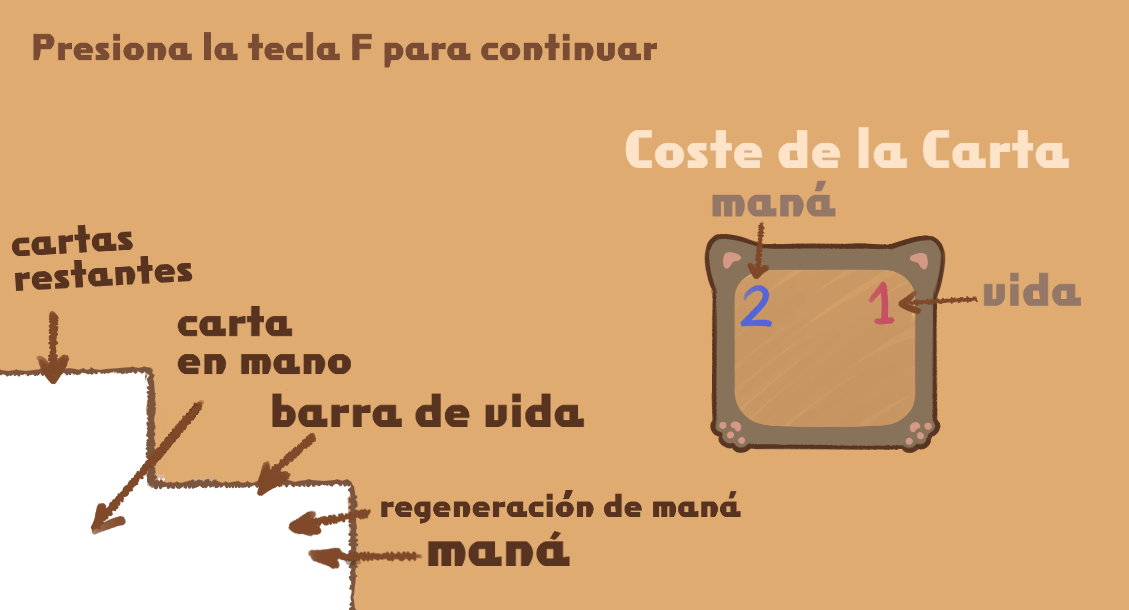 Presiona la tecla F para continuar
Coste de la Carta
maná
2
1
vida
cartas
restantes
carta
en mano
barra de vida
regeneración de maná
maná